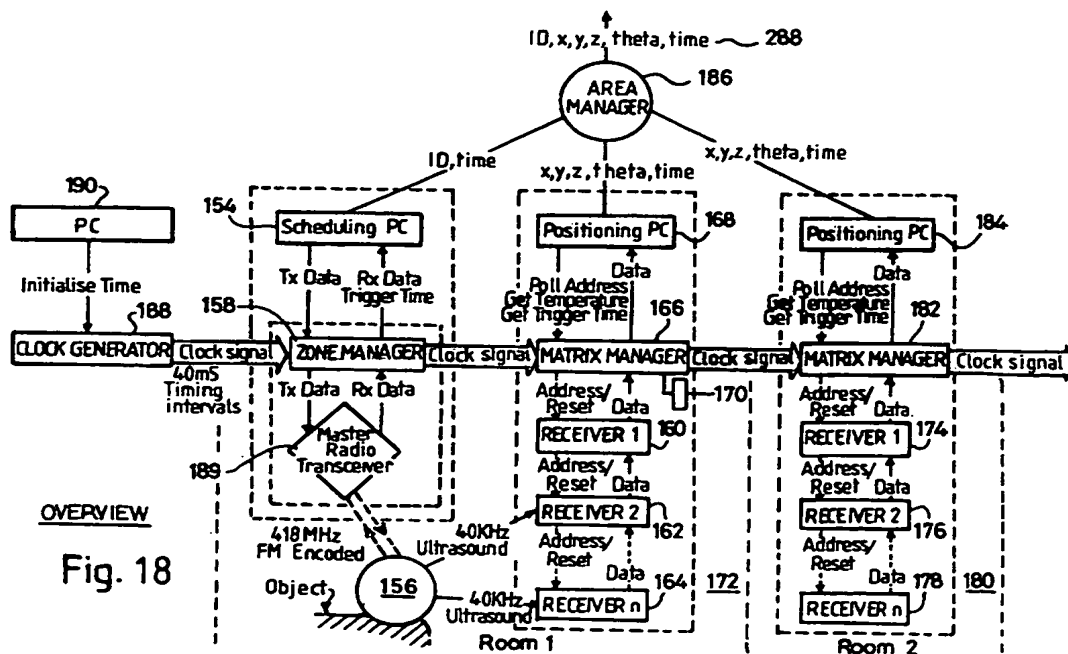 ID,x,y,z, theta,time 288
AREA
MANAGER
186
ID,time
x,y,z,theta,time
x,y,z,theta,time
190
PC
Initialise Time
188
CLOCK GENERATOR
Clock signal
40mS
Timing
intervals
154
Scheduling PC
Tx Data
Rx Data
Trigger Time
158
ZONE.MANAGER
Clock signal
Tx Data
Rx Data
Master
Radio
Transceiver
189
418MHz
FM Encoded
Object
156
40KHz
Ultrasound
40KHz
Ultrasound
Positioning PC
168
Poll Address
Get Temperature
Get Trigger Time
Data
166
MATRIX MANAGER
Clock signal
170
Address/
Reset
Data
RECEIVER 1
160
Address/
Reset
Data
RECEIVER 2
162
Address/
Reset
Data
RECEIVER n
164
172
Room 1
Positioning PC
184
Poll Address
Get Temperature
Get Trigger Time
Data
182
MATRIX MANAGER
Clock signal
Address/
Reset
Data.
RECEIVER 1
174
Address/
Reset
Data
RECEIVER 2
176
Address/
Reset
Data
RECEIVER n
178
180
Room 2
OVERVIEW
Fig. 18